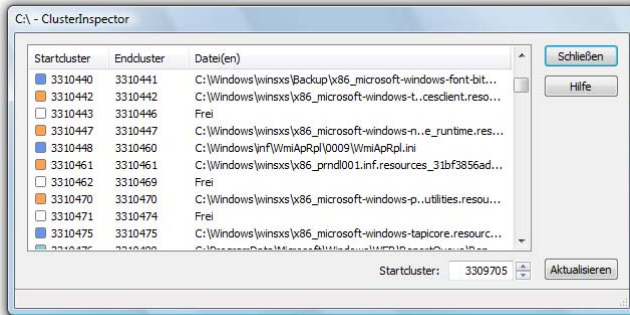 C:\ - ClusterInspector
Startcluster Endcluster Datei(en)
3310440 3310441 C:\Windows\winsxs\Backup\x86_microsoft-windows-font-bit...
3310442 3310442 C:\Windows\winsxs\x86_microsoft-windows-t..cesclient.reso...
3310443 3310446 Frei
3310447 3310447 C:\Windows\winsxs\x86_microsoft-windows-n..e_runtime.res...
3310448 3310460 C:\Windows\inf\WmiApRpl\0009\WmiApRpl.ini
3310461 3310461 C:\Windows\winsxs\x86_prndl001.inf.resources_31bf3856ad...
3310462 3310469 Frei
3310470 3310470 C:\Windows\winsxs\x86_microsoft-windows-p..utilities.resou...
3310471 3310474 Frei
3310475 3310475 C:\Windows\winsxs\x86_microsoft-windows-tapicore.resourc...
3310476
Schließen
Hilfe
Startcluster: 3309705
Aktualisieren